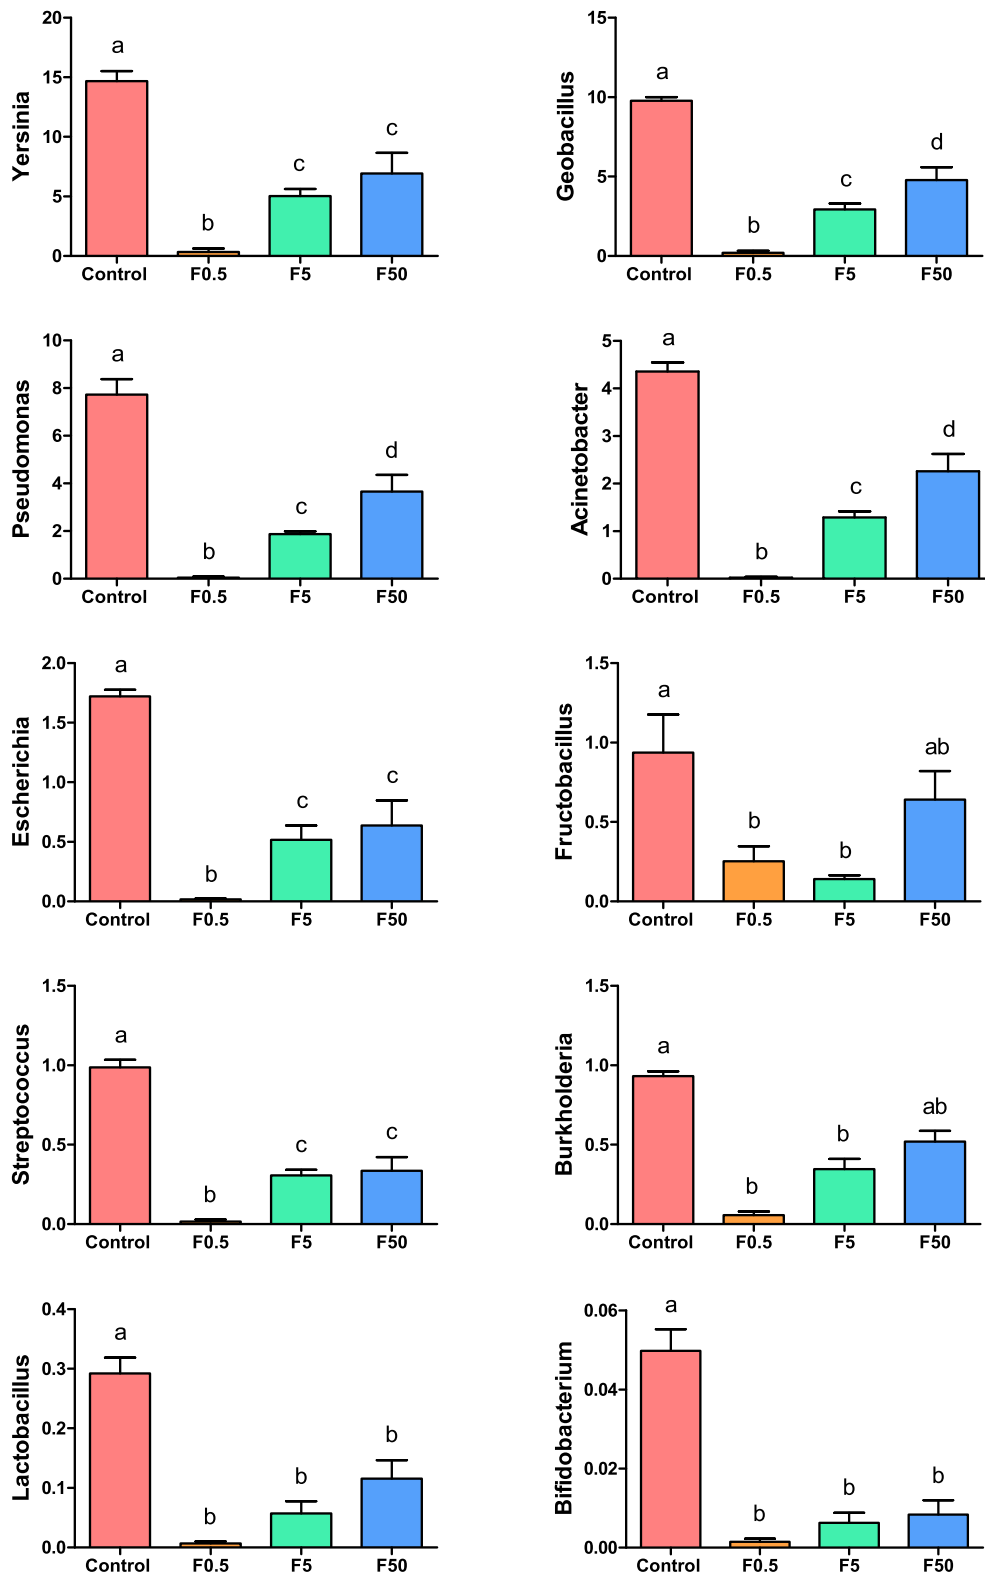 Yersinia
20
15
10
5
0
a
b
c
c
Control F0.5 F5 F50
Geobacillus
15
10
5
0
a
b
c
d
Control F0.5 F5 F50
Pseudomonas
10
8
6
4
2
0
a
b
c
d
Control F0.5 F5 F50
Acinetobacter
5
4
3
2
1
0
a
b
c
d
Control F0.5 F5 F50
Escherichia
2.0
1.5
1.0
0.5
0.0
a
b
c
c
Control F0.5 F5 F50
Fructobacillus
1.5
1.0
0.5
0.0
a
b
b
ab
Control F0.5 F5 F50
Streptococcus
1.5
1.0
0.5
0.0
a
b
c
c
Control F0.5 F5 F50
Burkholderia
1.5
1.0
0.5
0.0
a
b
b
ab
Control F0.5 F5 F50
Lactobacillus
0.4
0.3
0.2
0.1
0.0
a
b
b
b
Control F0.5 F5 F50
Bifidobacterium
0.06
0.04
0.02
0.00
a
b
b
b
Control F0.5 F5 F50